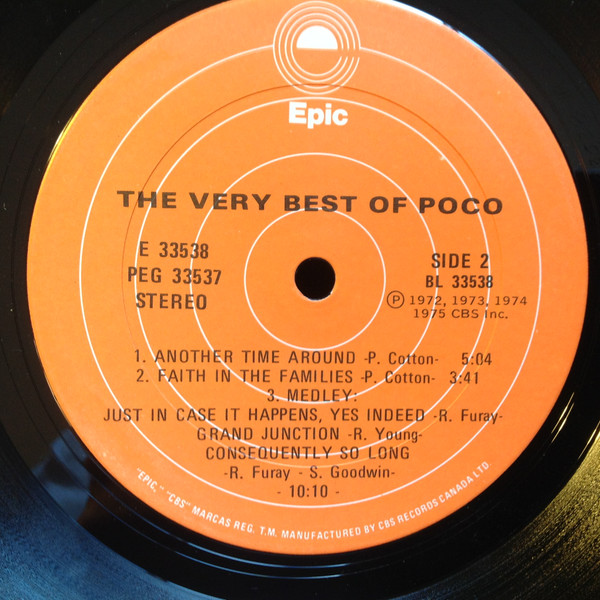 Epic
THE VERY BEST OF POCO
E 33538
PEG 33537
STEREO
SIDE 2
BL 33538
Ⓟ 1972, 1973, 1974
1975 CBS Inc.
1. ANOTHER TIME AROUND -P. Cotton- 5:04
2. FAITH IN THE FAMILIES -P. Cotton- 3:41
3. MEDLEY:
JUST IN CASE IT HAPPENS, YES INDEED -R. Furay-
GRAND JUNCTION -R. Young-
CONSEQUENTLY SO LONG
-R. Furay - S. Goodwin-
- 10:10 -
"EPIC," "CBS" MARCAS REG. T.M. MANUFACTURED BY CBS RECORDS CANADA LTD.